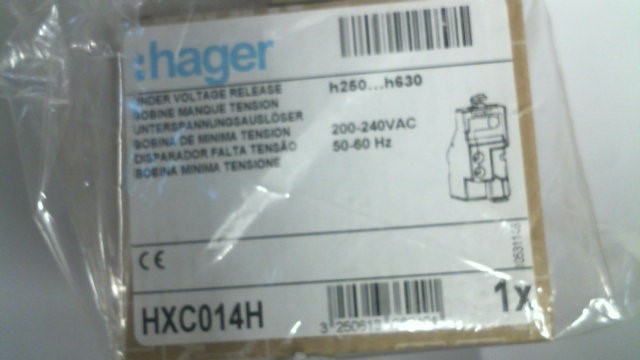 :hager
UNDER VOLTAGE RELEASE
h250...h630
BOBINE MANQUE TENSION
UNTERSPANNUNGSAUSLÖSER
BOBINA DE MINIMA TENSION
200-240VAC
DISPARADOR FALTA TENSÃO
50-60 Hz
BOBINA MINIMA TENSIONE
CE
HXC014H
1x